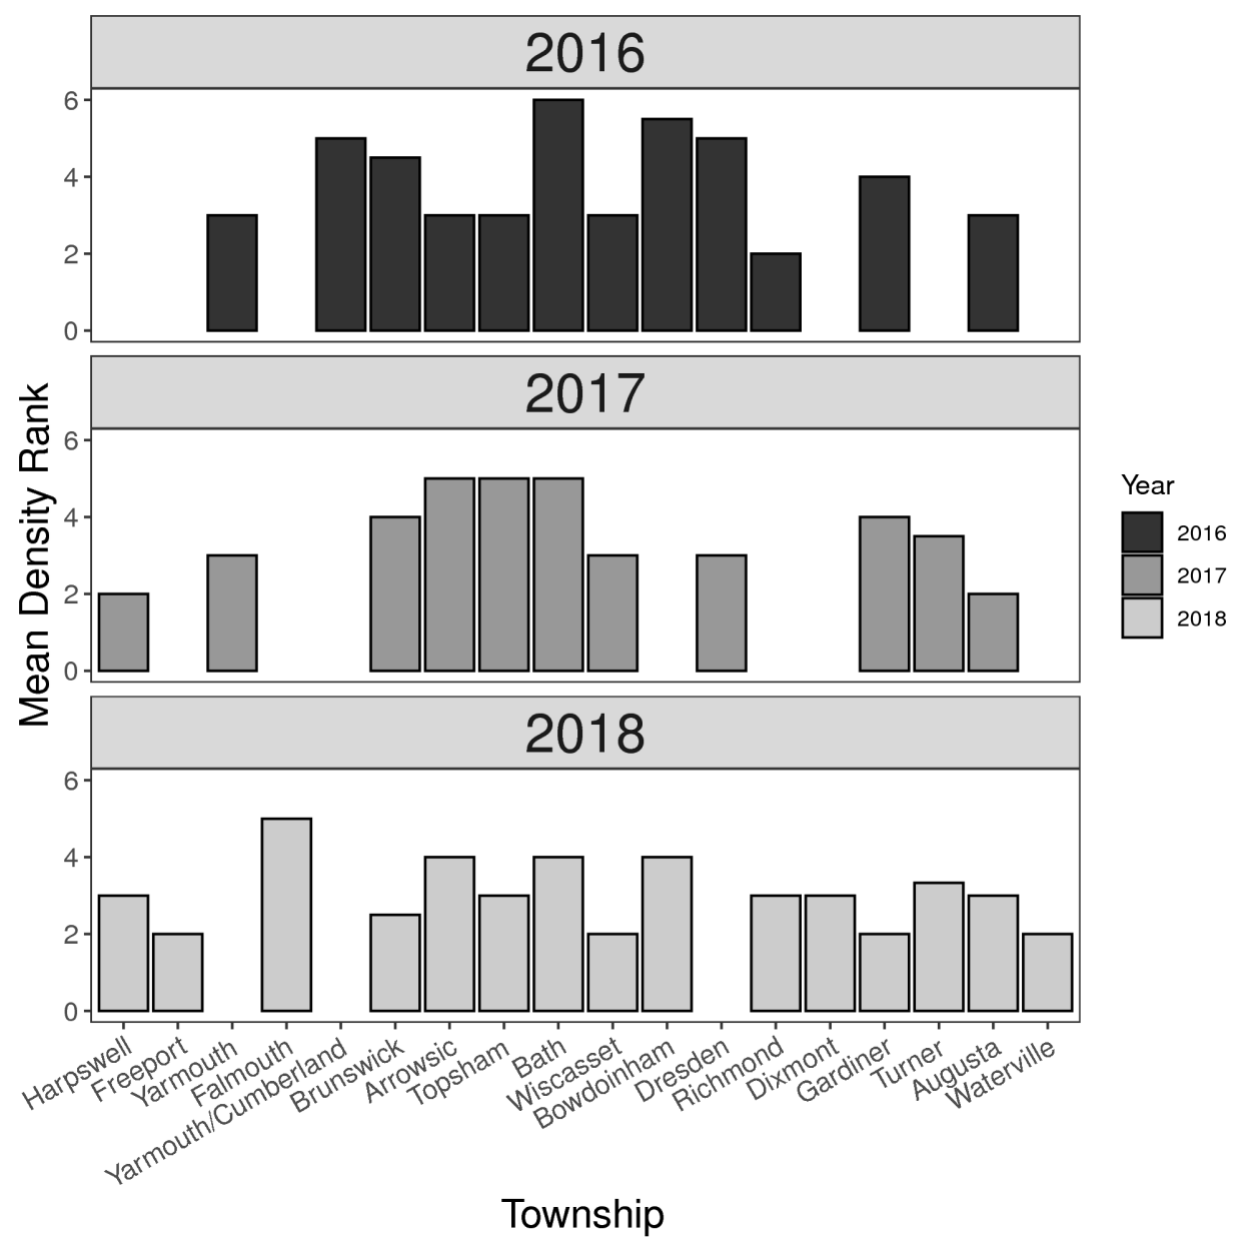 2016
6
4
2
0
2017
6
4
2
0
2018
6
4
2
0
Mean Density Rank
Harpswell
Freeport
Yarmouth
Falmouth
Yarmouth/Cumberland
Brunswick
Arrowsic
Topsham
Bath
Wiscasset
Bowdoinham
Dresden
Richmond
Dixmont
Gardiner
Turner
Augusta
Waterville
Township
Year
2016
2017
2018